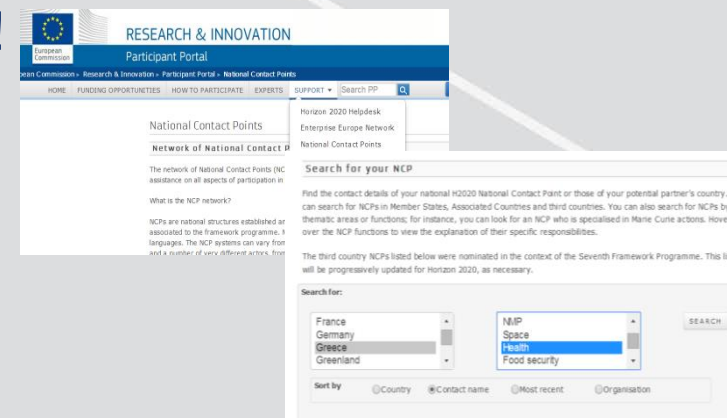 RESEARCH & INNOVATION
European
Commission
Participant Portal
Commission > Research & Innovation > Participant Portal > National Contact Points
HOME FUNDING OPPORTUNITIES HOW TO PARTICIPATE EXPERTS SUPPORT Search PP
Horizon 2020 Helpdesk
Enterprise Europe Network
National Contact Points
National Contact Points
Network of National Contact
The network of National Contact Points (NC
assistance on all aspects of participation in
What is the NCP network?
NCPs are national structures established
associated to the framework programme.
languages. The NCP systems can vary from
and a number of very different actors, from
Search for your NCP
Find the contact details of your national H2020 National Contact Point or those of your potential partner's country.
can search for NCPs in Member States, Associated Countries and third countries. You can also search for NCPs
thematic areas or functions; for instance, you can look for an NCP who is specialised in Marie Curie actions.
over the NCP functions to view the explanation of their specific responsibilities.
The third country NCPs listed below were nominated in the context of the Seventh Framework Programme. This
will be progressively updated for Horizon 2020, as necessary.
Search for:
France
Germany
Greece
Greenland
NMP
Space
Health
Food security
SEARCH
Sort by Country Contact name Most recent Organisation